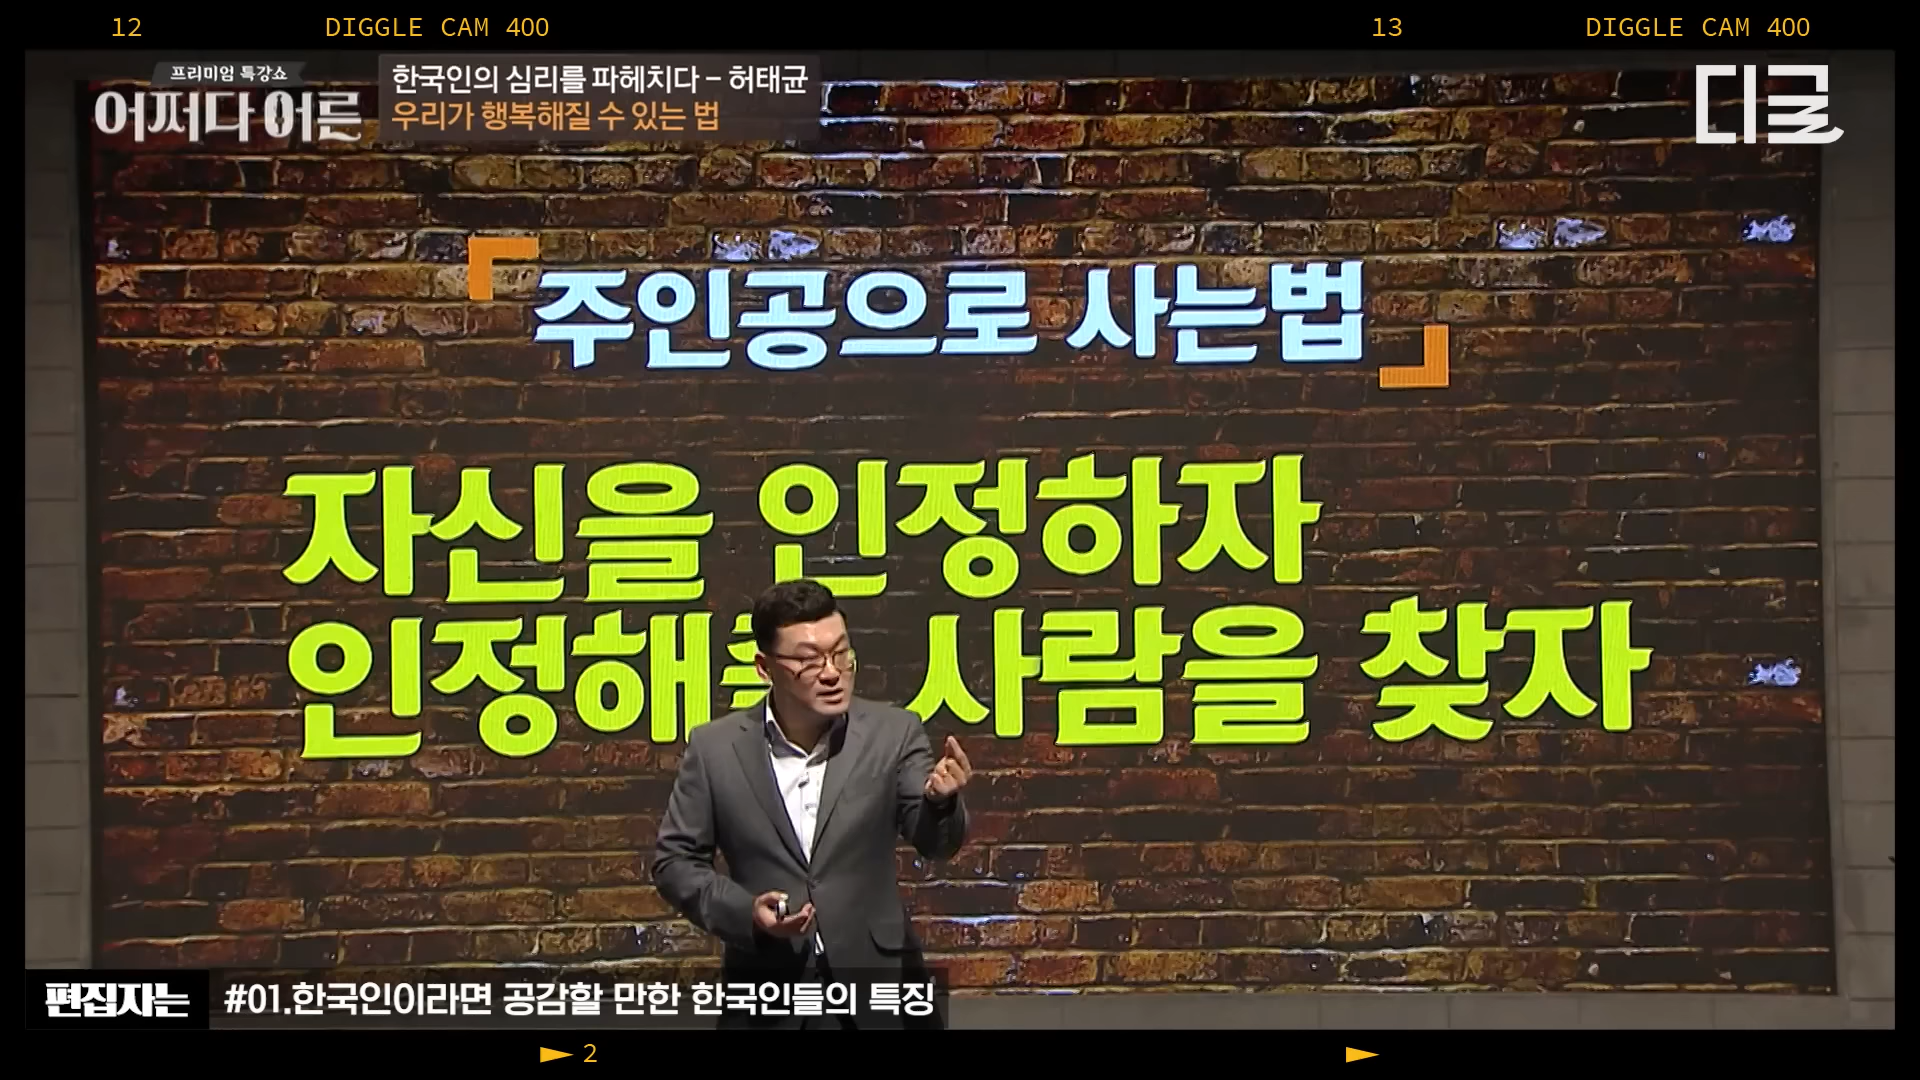 12 DIGGLE CAM 400 13 DIGGLE CAM 400
프리미엄 특강쇼
어쩌다 어른
한국인의 심리를 파헤치다 – 허태균
우리가 행복해질 수 있는 법
디글
「주인공으로 사는법」
자신을 인정하자
사람을 찾자
편집자는
#01.한국인이라면 공감할 만한 한국인들의 특징
2